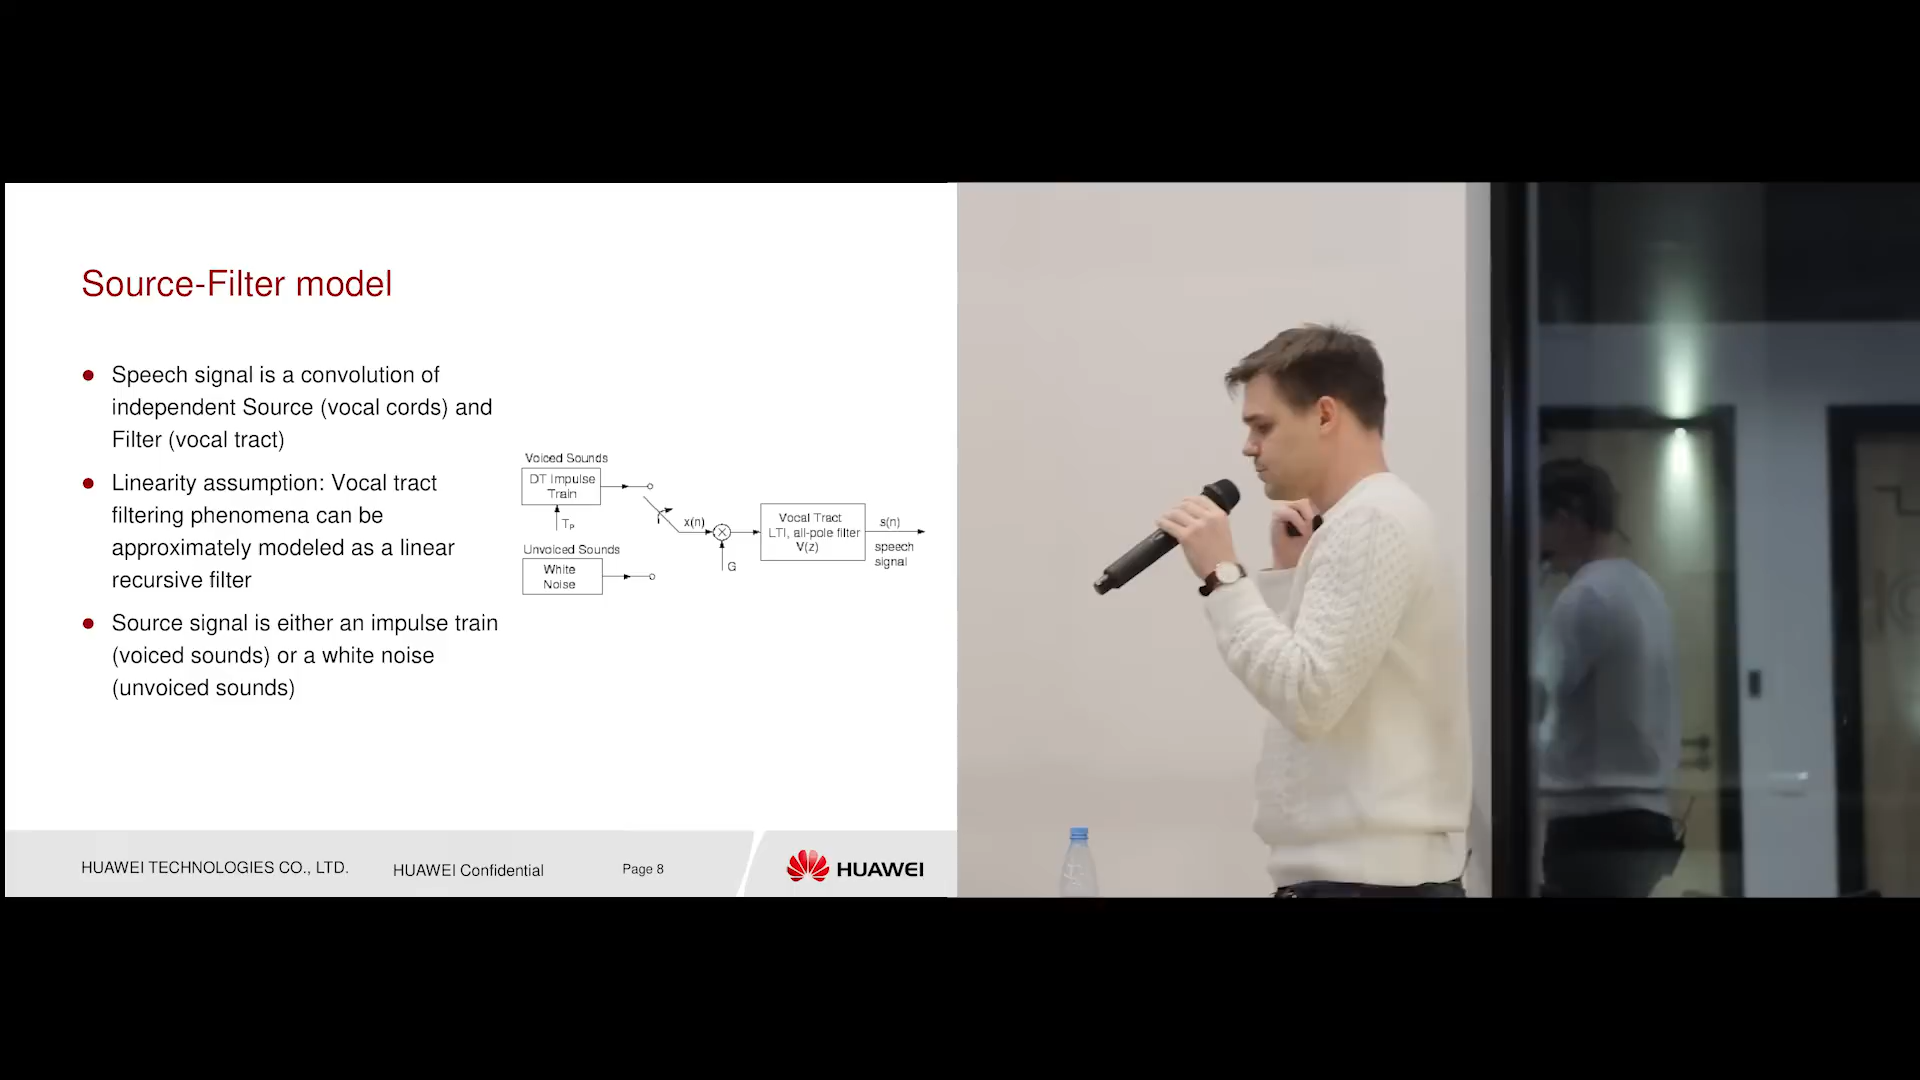 Source-Filter model
● Speech signal is a convolution of
independent Source (vocal cords) and
Filter (vocal tract)
● Linearity assumption: Vocal tract
filtering phenomena can be
approximately modeled as a linear
recursive filter
● Source signal is either an impulse train
(voiced sounds) or a white noise
(unvoiced sounds)
Voiced Sounds
DT Impulse
Train
Tp
Unvoiced Sounds
White
Noise
x(n)
G
Vocal Tract
LTI, all-pole filter
V(z)
s(n)
speech
signal
HUAWEI TECHNOLOGIES CO., LTD.
HUAWEI Confidential
Page 8
HUAWEI